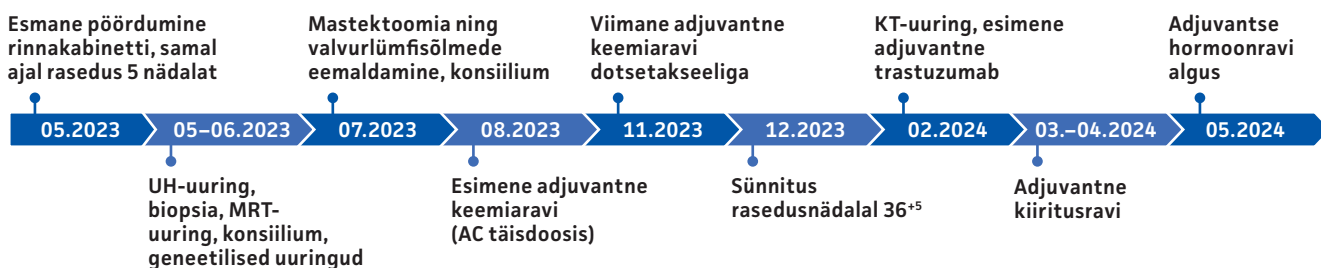 Esmane pöördumine
rinnakabinetti, samal
ajal rasedus 5 nädalat
Mastektoomia ning
valvurlümfisõlmede
eemaldamine, konsiilium
Viimane adjuvantne
keemiaravi
dotsetakseeliga
KT-uuring, esimene
adjuvantne
trastuzumab
Adjuvantse
hormoonravi
algus
05.2023
05–06.2023
07.2023
08.2023
11.2023
12.2023
02.2024
03.–04.2024
05.2024
UH-uuring,
biopsia, MRT-
uuring, konsiilium,
geneetilised uuringud
Esimene adjuvantne
keemiaravi
(AC täisdoosis)
Sünnitus
rasedusnädalal 36⁺⁵
Adjuvantne
kiiritusravi